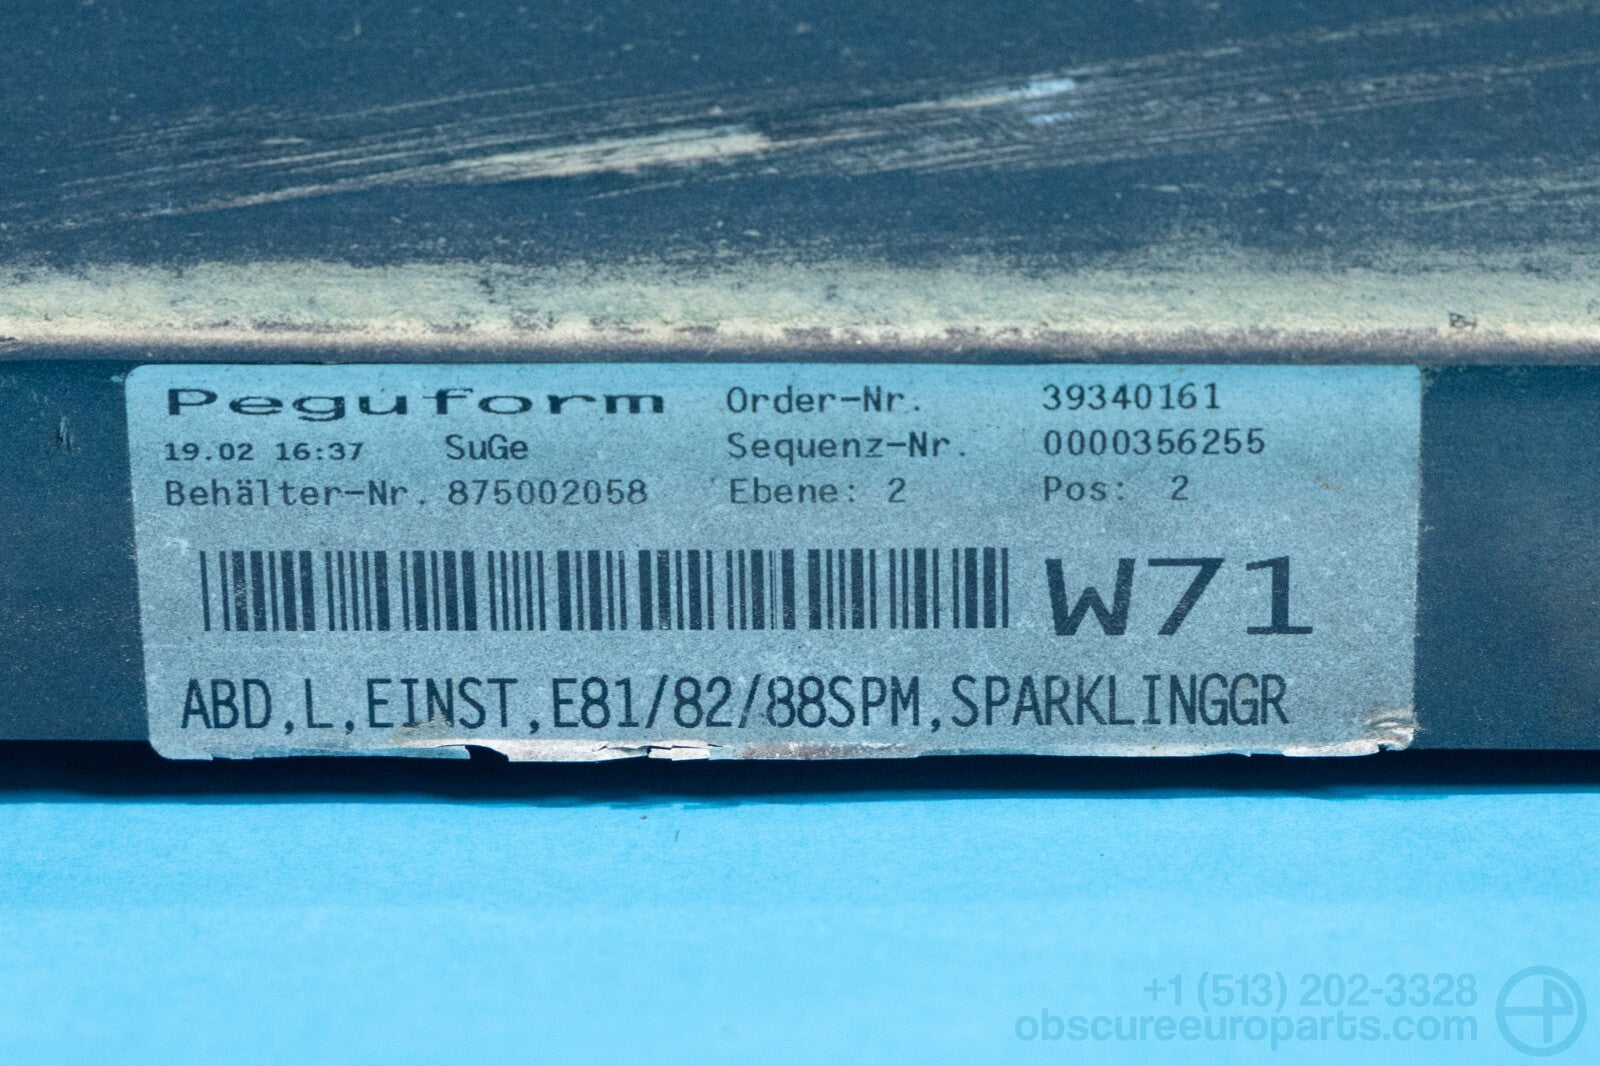 Peguform Order-Nr. 39340161
19.02 16:37 SuGe Sequenz-Nr. 0000356255
Behälter-Nr. 875002058 Ebene: 2 Pos: 2
W71
ABD,L,EINST,E81/82/88SPM,SPARKLINGGR
+1 (513) 202-3328
obscureeuroparts.com